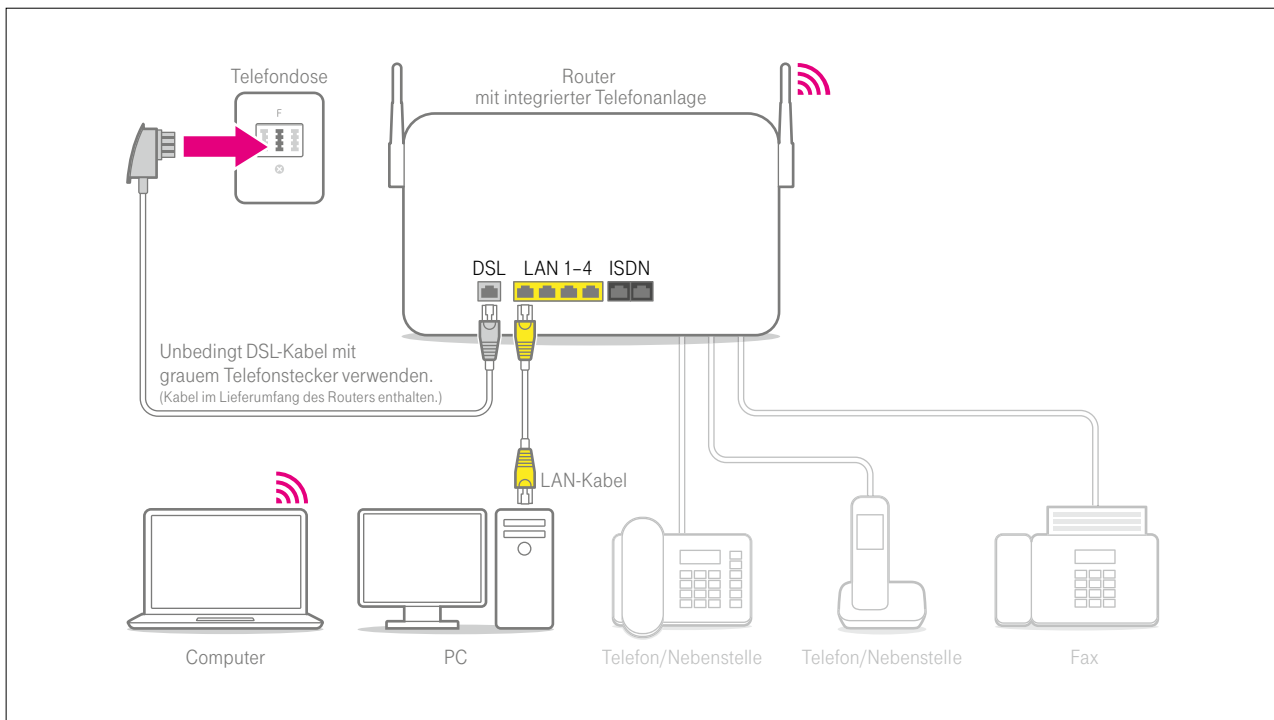 Telefondose
F
Router
mit integrierter Telefonanlage
DSL
LAN 1–4
ISDN
Unbedingt DSL-Kabel mit
grauem Telefonstecker verwenden.
(Kabel im Lieferumfang des Routers enthalten.)
LAN-Kabel
Computer
PC
Telefon/Nebenstelle
Telefon/Nebenstelle
Fax